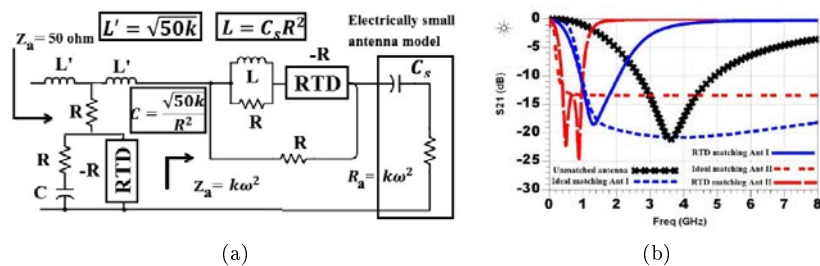 L' = √50k
L = CsR²
Electrically small
antenna model
Za=50 ohm
L'
L'
-R
L
RTD
Cs
R
R
C = √50k / R²
R
R
-R
RTD
C
Za = kω²
Ra = kω²
(a)
S21 (dB)
0
-5
-10
-15
-20
-25
-30
RTD matching Ant I
Unmatched antenna
Ideal matching Ant II
Ideal matching Ant I
RTD matching Ant II
0 1 2 3 4 5 6 7 8
Freq (GHz)
(b)